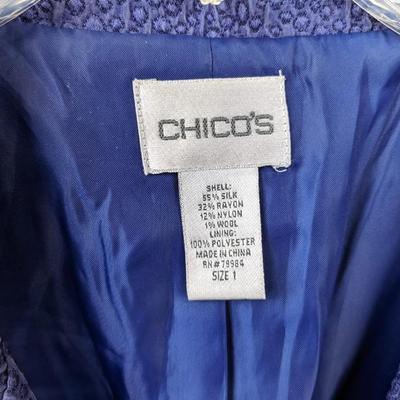 CHICO'S
SHELL:
55% SILK
32% RAYON
12% NYLON
1% WOOL
LINING:
100% POLYESTER
MADE IN CHINA
RN# 79984
SIZE 1